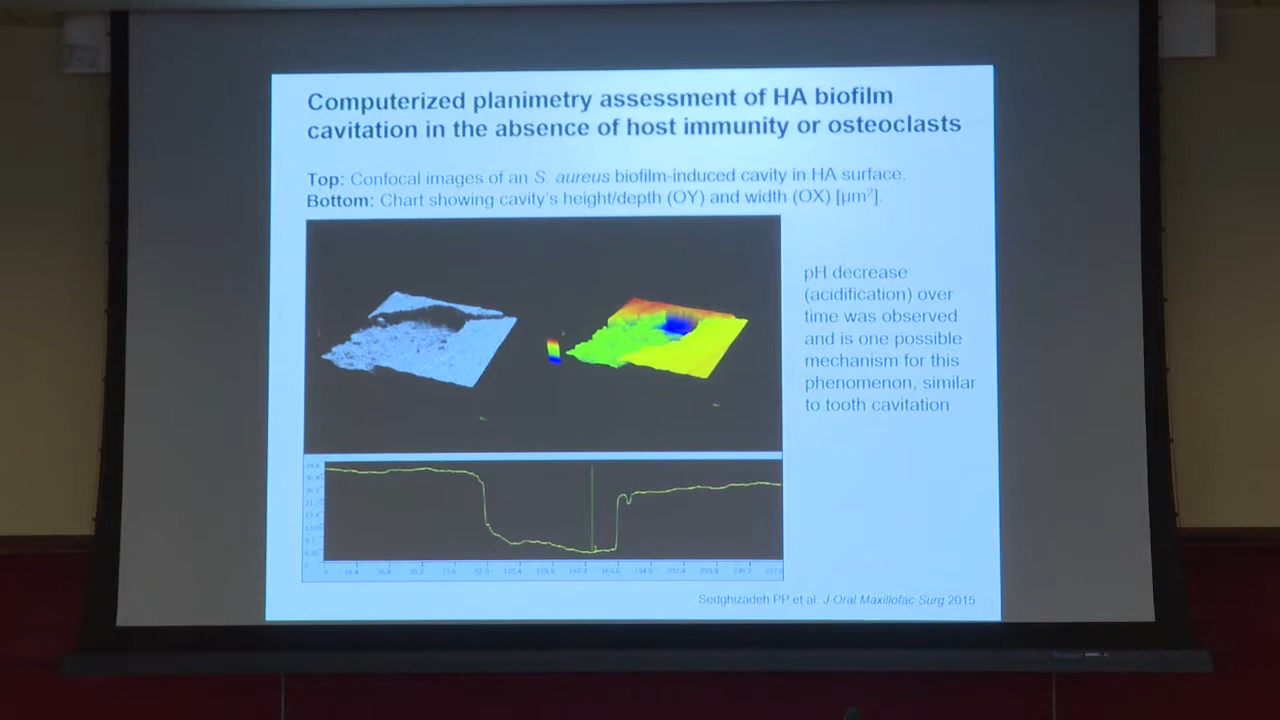 Computerized planimetry assessment of HA biofilm
cavitation in the absence of host immunity or osteoclasts
Top: Confocal images of an S. aureus biofilm-induced cavity in HA surface.
Bottom: Chart showing cavity's height/depth (OY) and width (OX) [µm²].
pH decrease
(acidification) over
time was observed
and is one possible
mechanism for this
phenomenon, similar
to tooth cavitation
Sedghizadeh PP et al. J Oral Maxillofac Surg 2015